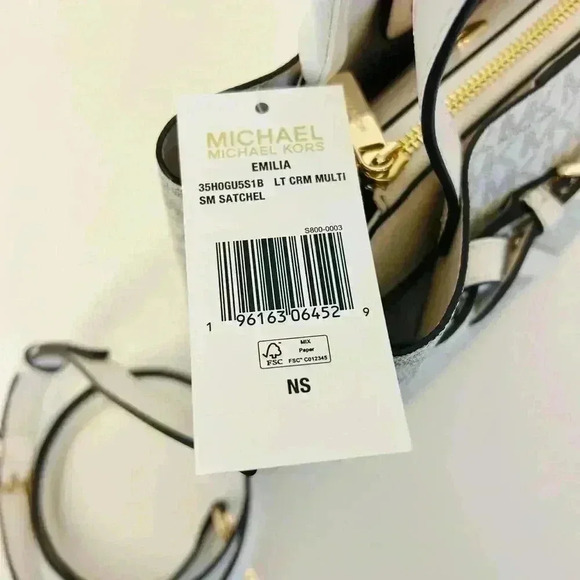 MICHAEL
MICHAEL KORS
EMILIA
35H0GU5S1B LT CRM MULTI
SM SATCHEL
S800-0003
1 96163 06452 9
FSC
MIX
Paper
FSC® C012345
NS